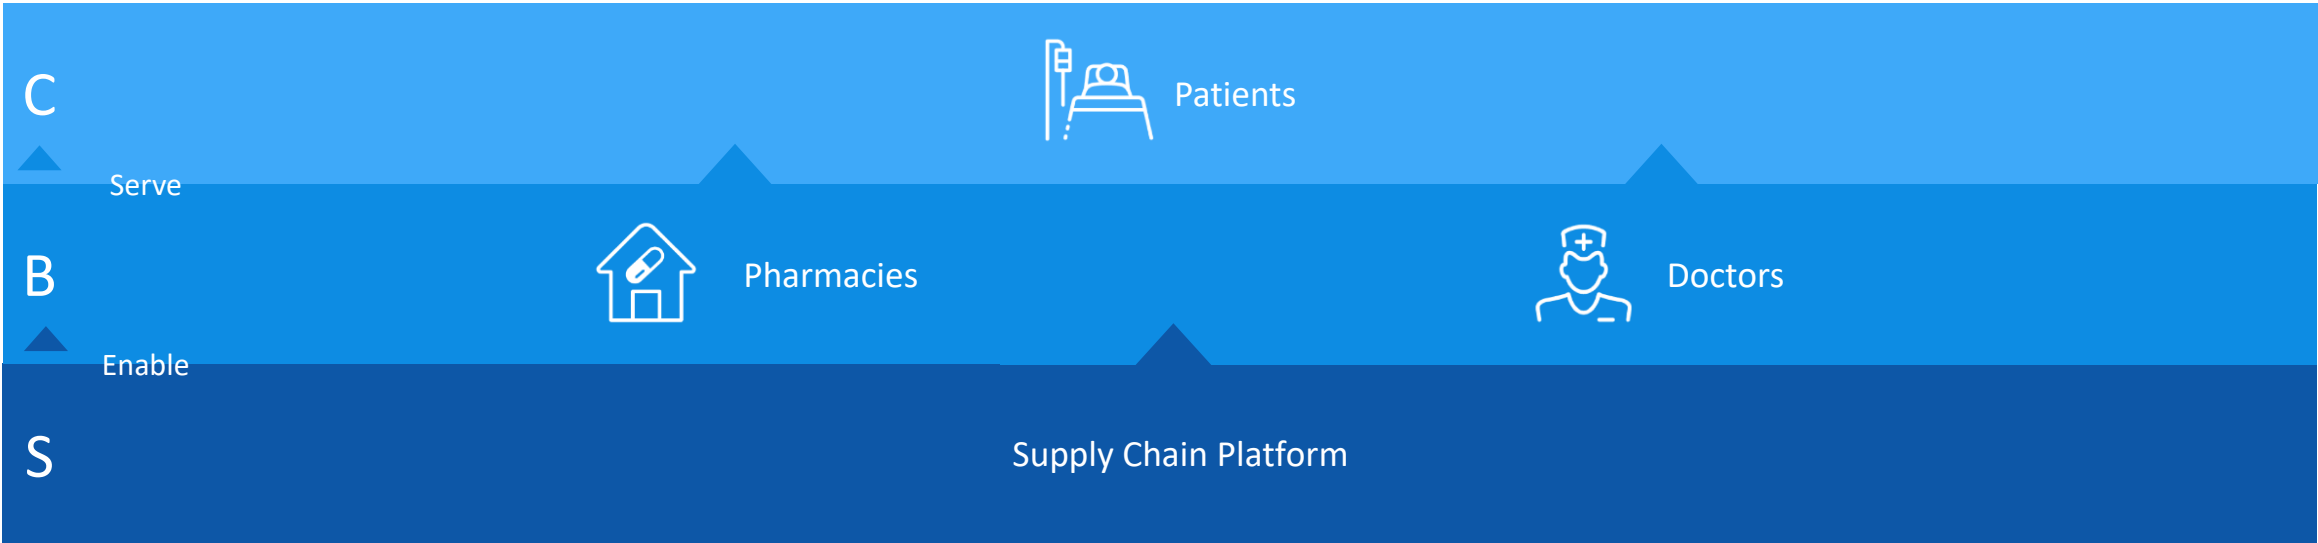 C
Patients
Serve
B
Pharmacies
Doctors
Enable
S
Supply Chain Platform